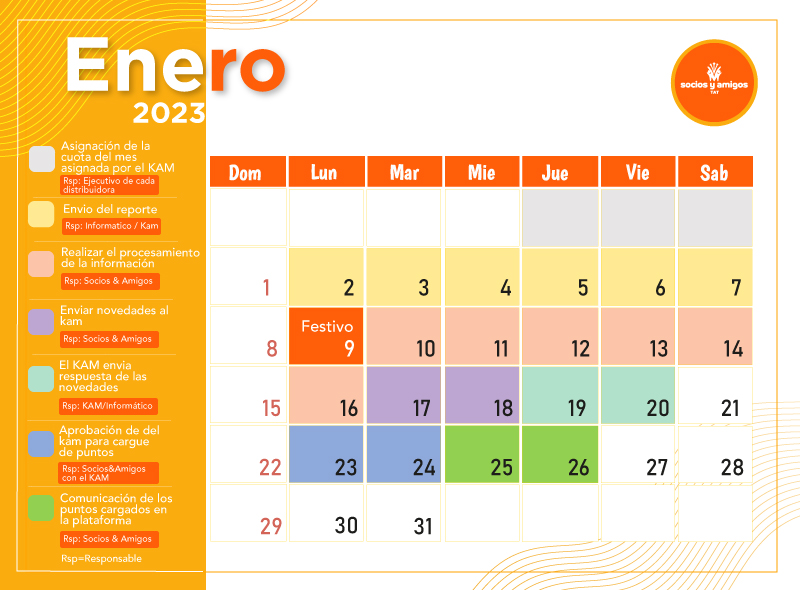 Enero
2023
socios y amigos
TAT
Asignación de la
cuota del mes
asignada por el KAM
Rsp: Ejecutivo de cada
distribuidora
Envio del reporte
Rsp: Informatico / Kam
Realizar el procesamiento
de la información
Rsp: Socios & Amigos
Enviar novedades al
kam
Rsp: Socios & Amigos
El KAM envia
respuesta de las
novedades
Rsp: KAM/Informático
Aprobación de del
kam para cargue
de puntos
Rsp: Socios&Amigos
con el KAM
Comunicación de los
puntos cargados en
la plataforma
Rsp: Socios & Amigos
Rsp=Responsable
Dom Lun Mar Mie Jue Vie Sab
1 2 3 4 5 6 7
Festivo
8 9 10 11 12 13 14
15 16 17 18 19 20 21
22 23 24 25 26 27 28
29 30 31